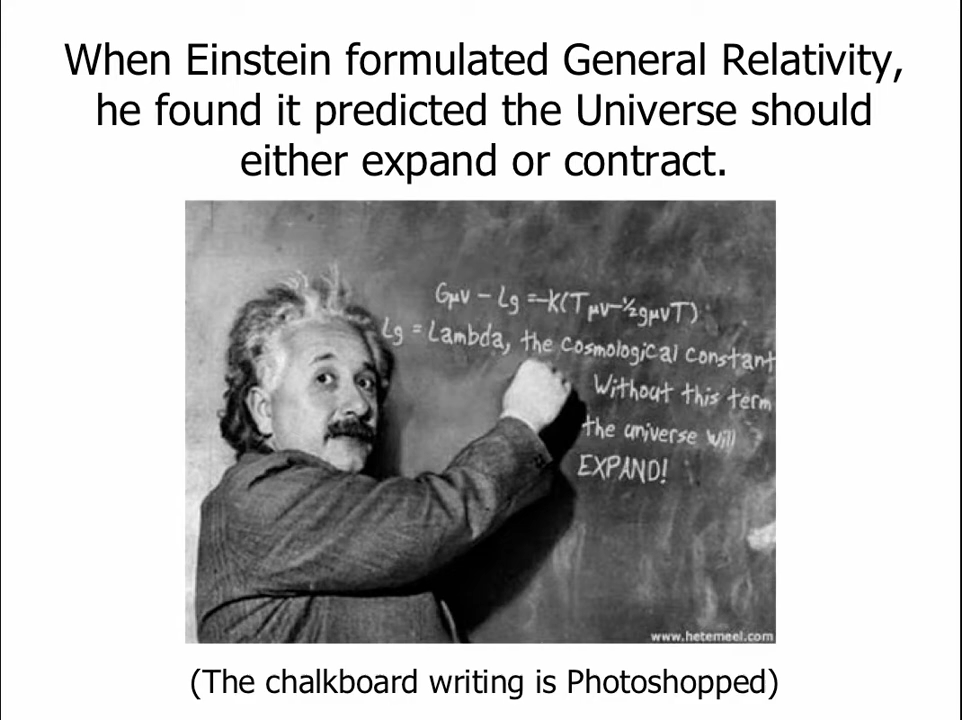 When Einstein formulated General Relativity,
he found it predicted the Universe should
either expand or contract.
Gμν – Lg =–K(Tμν–½gμνT)
Lg = Lambda, the cosmological constant
Without this term
the universe will
EXPAND!
www.hetemeel.com
(The chalkboard writing is Photoshopped)